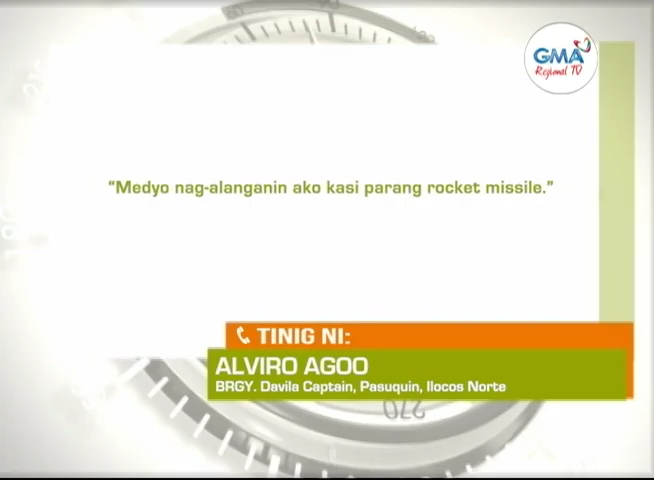 GMA
Regional TV
"Medyo nag-alanganin ako kasi parang rocket missile."
TINIG NI:
ALVIRO AGOO
BRGY. Davila Captain, Pasuquin, Ilocos Norte
270